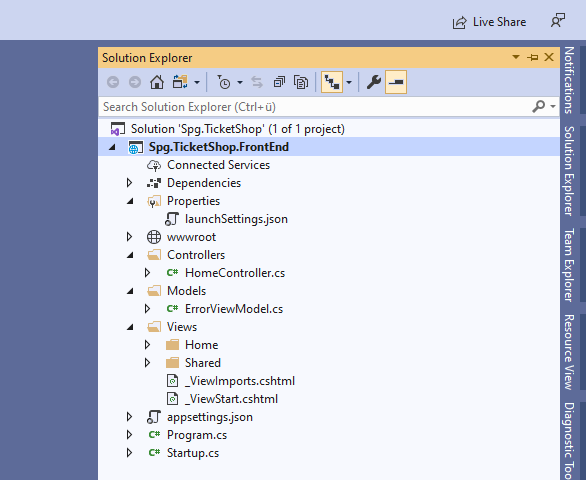 Live Share
Solution Explorer
Search Solution Explorer (Ctrl+ü)
Solution 'Spg.TicketShop' (1 of 1 project)
Spg.TicketShop.FrontEnd
Connected Services
Dependencies
Properties
launchSettings.json
wwwroot
Controllers
C# HomeController.cs
Models
C# ErrorViewModel.cs
Views
Home
Shared
_ViewImports.cshtml
_ViewStart.cshtml
appsettings.json
C# Program.cs
C# Startup.cs
Notifications
Solution Explorer
Team Explorer
Resource View
Diagnostic Too